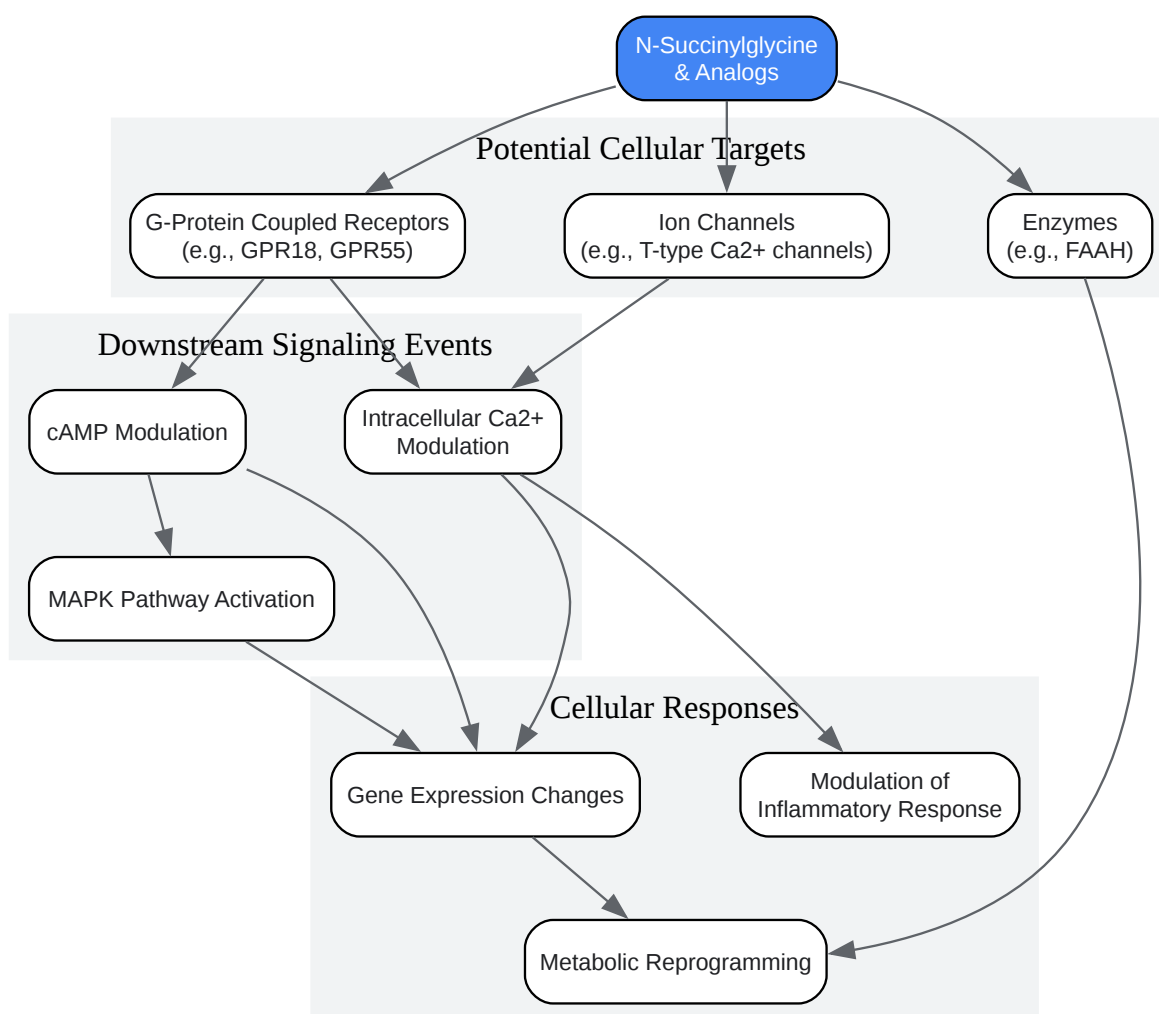 N-Succinylglycine
& Analogs
Potential Cellular Targets
G-Protein Coupled Receptors
(e.g., GPR18, GPR55)
Ion Channels
(e.g., T-type Ca2+ channels)
Enzymes
(e.g., FAAH)
Downstream Signaling Events
cAMP Modulation
Intracellular Ca2+
Modulation
MAPK Pathway Activation
Cellular Responses
Gene Expression Changes
Modulation of
Inflammatory Response
Metabolic Reprogramming